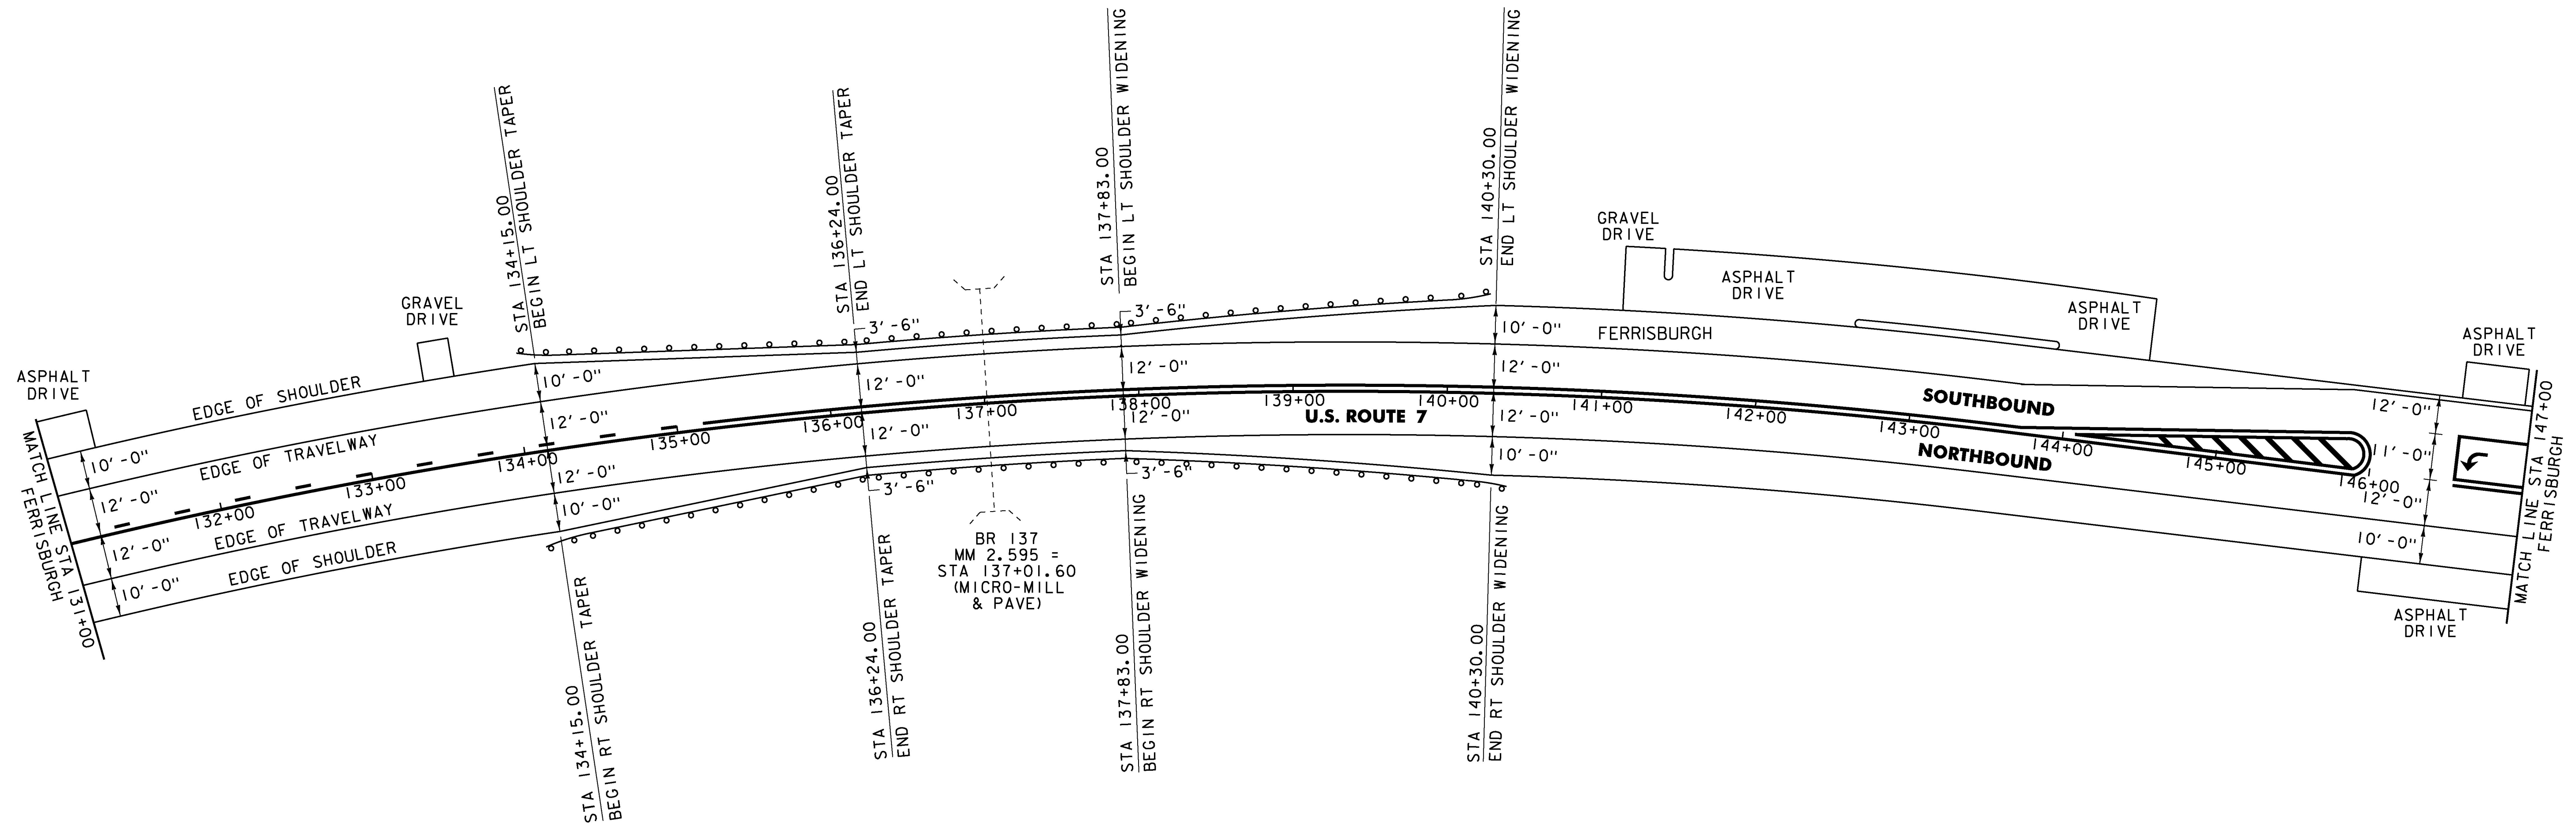 STA 134+15.00
BEGIN LT SHOULDER TAPER
STA 136+24.00
END LT SHOULDER TAPER
STA 137+83.00
BEGIN LT SHOULDER WIDENING
STA 140+30.00
END LT SHOULDER WIDENING
GRAVEL
DRIVE
ASPHALT
DRIVE
ASPHALT
DRIVE
ASPHALT
DRIVE
GRAVEL
DRIVE
ASPHALT
DRIVE
MATCH LINE STA 131+00
FERRISBURGH
EDGE OF SHOULDER
EDGE OF TRAVELWAY
EDGE OF TRAVELWAY
EDGE OF SHOULDER
10'-0"
12'-0"
12'-0"
10'-0"
132+00
133+00
134+00
135+00
136+00
137+00
138+00
139+00
140+00
141+00
142+00
143+00
144+00
145+00
146+00
10'-0"
12'-0"
12'-0"
10'-0"
3'-6"
12'-0"
12'-0"
3'-6"
3'-6"
12'-0"
12'-0"
3'-6"
10'-0"
12'-0"
12'-0"
10'-0"
FERRISBURGH
U.S. ROUTE 7
SOUTHBOUND
NORTHBOUND
12'-0"
11'-0"
12'-0"
10'-0"
MATCH LINE STA 147+00
FERRISBURGH
ASPHALT
DRIVE
BR 137
MM 2.595 =
STA 137+01.60
(MICRO-MILL
& PAVE)
STA 134+15.00
BEGIN RT SHOULDER TAPER
STA 136+24.00
END RT SHOULDER TAPER
STA 137+83.00
BEGIN RT SHOULDER WIDENING
STA 140+30.00
END RT SHOULDER WIDENING